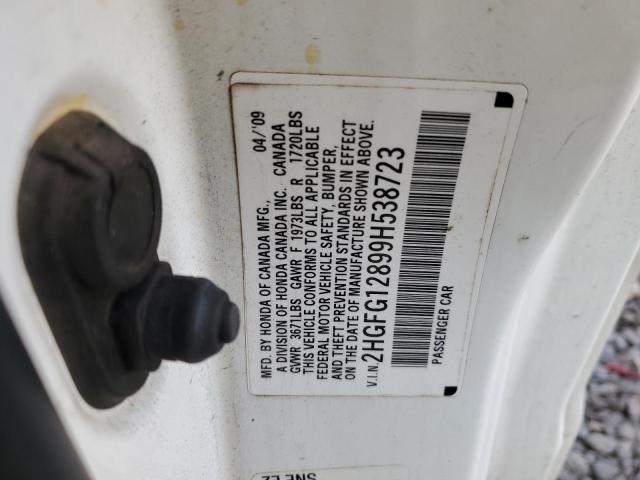 MFD. BY HONDA OF CANADA MFG., 04/'09
A DIVISION OF HONDA CANADA INC. CANADA
GVWR 3671LBS GAWR F 1973LBS R 1720LBS
THIS VEHICLE CONFORMS TO ALL APPLICABLE
FEDERAL MOTOR VEHICLE SAFETY, BUMPER,
AND THEFT PREVENTION STANDARDS IN EFFECT
ON THE DATE OF MANUFACTURE SHOWN ABOVE.
V.I.N. 2HGFG12899H538723
PASSENGER CAR